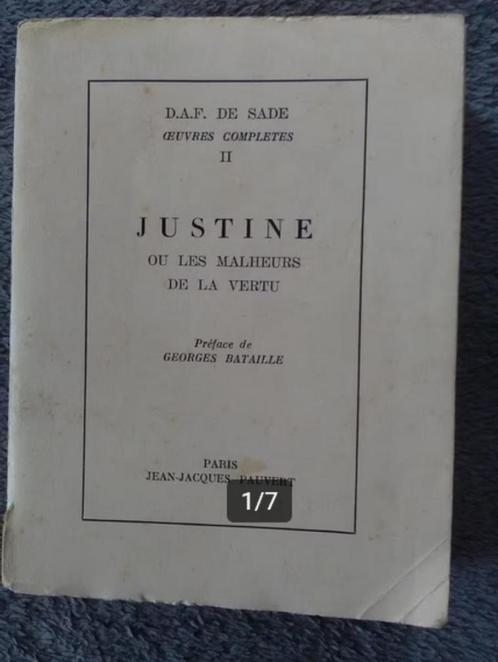 D.A.F. DE SADE
ŒUVRES COMPLETES
II
JUSTINE
OU LES MALHEURS
DE LA VERTU
Préface de
GEORGES BATAILLE
PARIS
JEAN-JACQUES PAUVERT
1/7